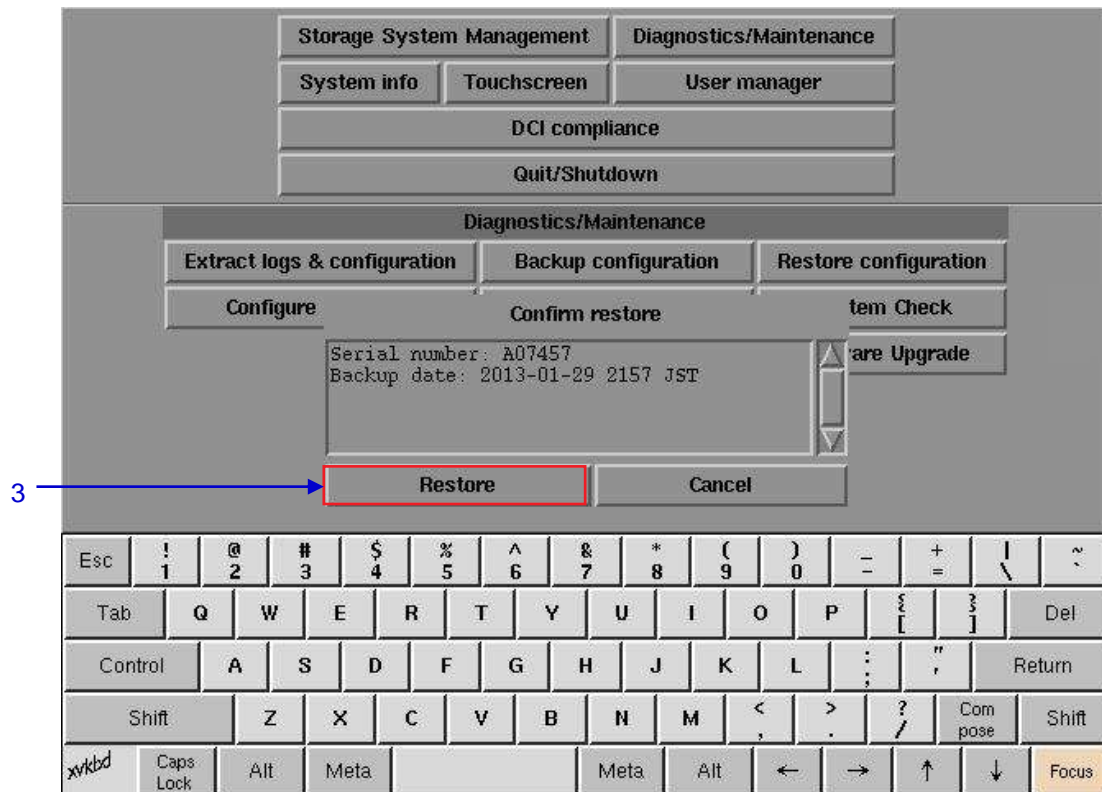 Storage System Management Diagnostics/Maintenance
System info Touchscreen User manager
DCI compliance
Quit/Shutdown
Diagnostics/Maintenance
Extract logs & configuration Backup configuration Restore configuration
Configure tem Check
Confirm restore
Serial number: A07457
are Upgrade
Backup date: 2013-01-29 2157 JST
3 Restore Cancel
Esc ! 1 @ 2 # 3 $ 4 % 5 ^ 6 & 7 * 8 ( 9 ) 0 _ - + = | \ ~ `
Tab Q W E R T Y U I O P { [ } ] Del
Control A S D F G H J K L : ; " ' Return
Shift Z X C V B N M < , > . ? / Com pose Shift
xvkbd Caps Lock Alt Meta Meta Alt ← → ↑ ↓ Focus